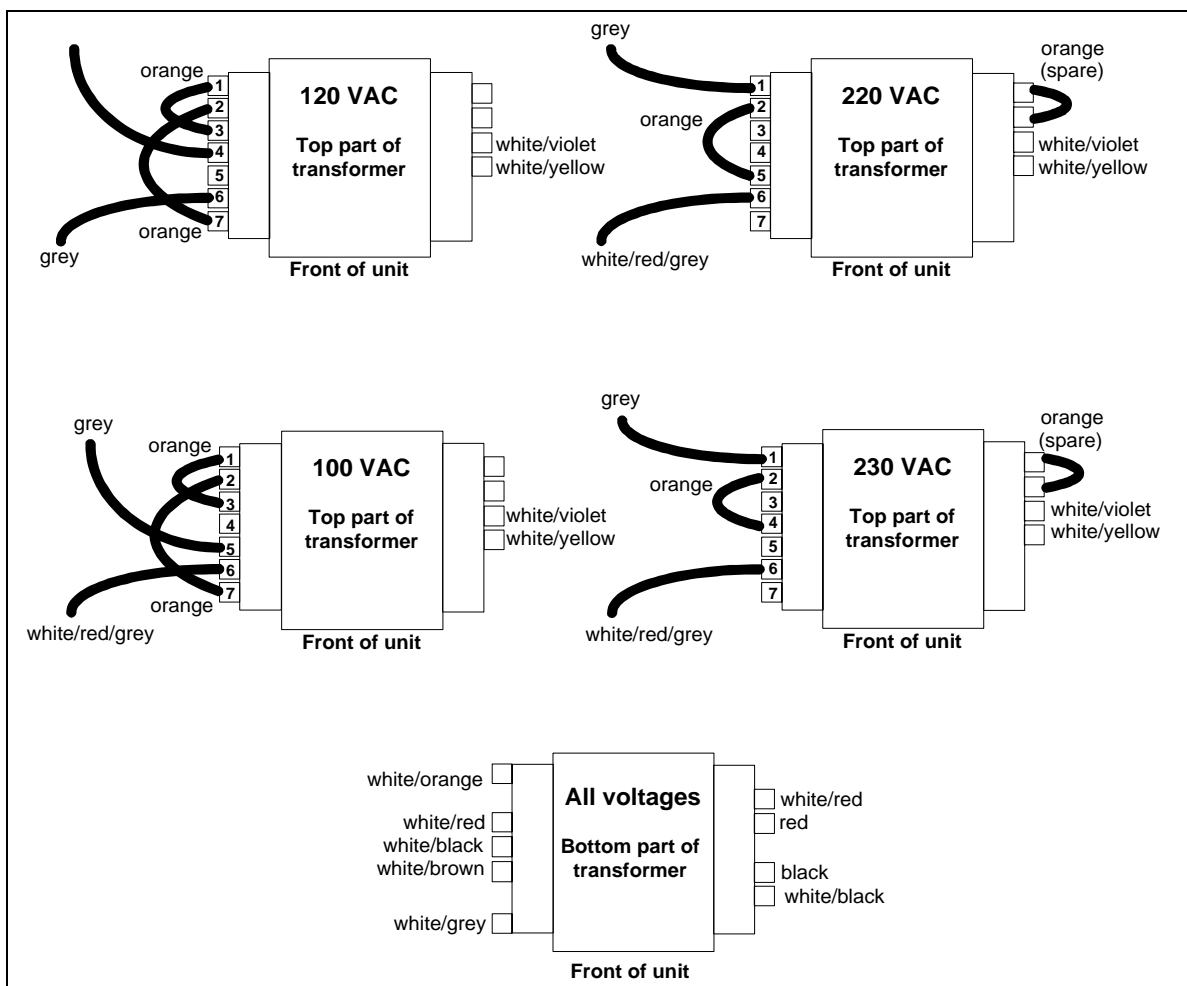 orange
1
2
3
4
5
6
7
orange
grey
120 VAC
Top part of
transformer
white/violet
white/yellow
Front of unit
grey
orange
1
2
3
4
5
6
7
white/red/grey
220 VAC
Top part of
transformer
orange
(spare)
white/violet
white/yellow
Front of unit
grey
orange
1
2
3
4
5
6
7
orange
white/red/grey
100 VAC
Top part of
transformer
white/violet
white/yellow
Front of unit
grey
orange
1
2
3
4
5
6
7
white/red/grey
230 VAC
Top part of
transformer
orange
(spare)
white/violet
white/yellow
Front of unit
white/orange
white/red
white/black
white/brown
white/grey
All voltages
Bottom part of
transformer
white/red
red
black
white/black
Front of unit